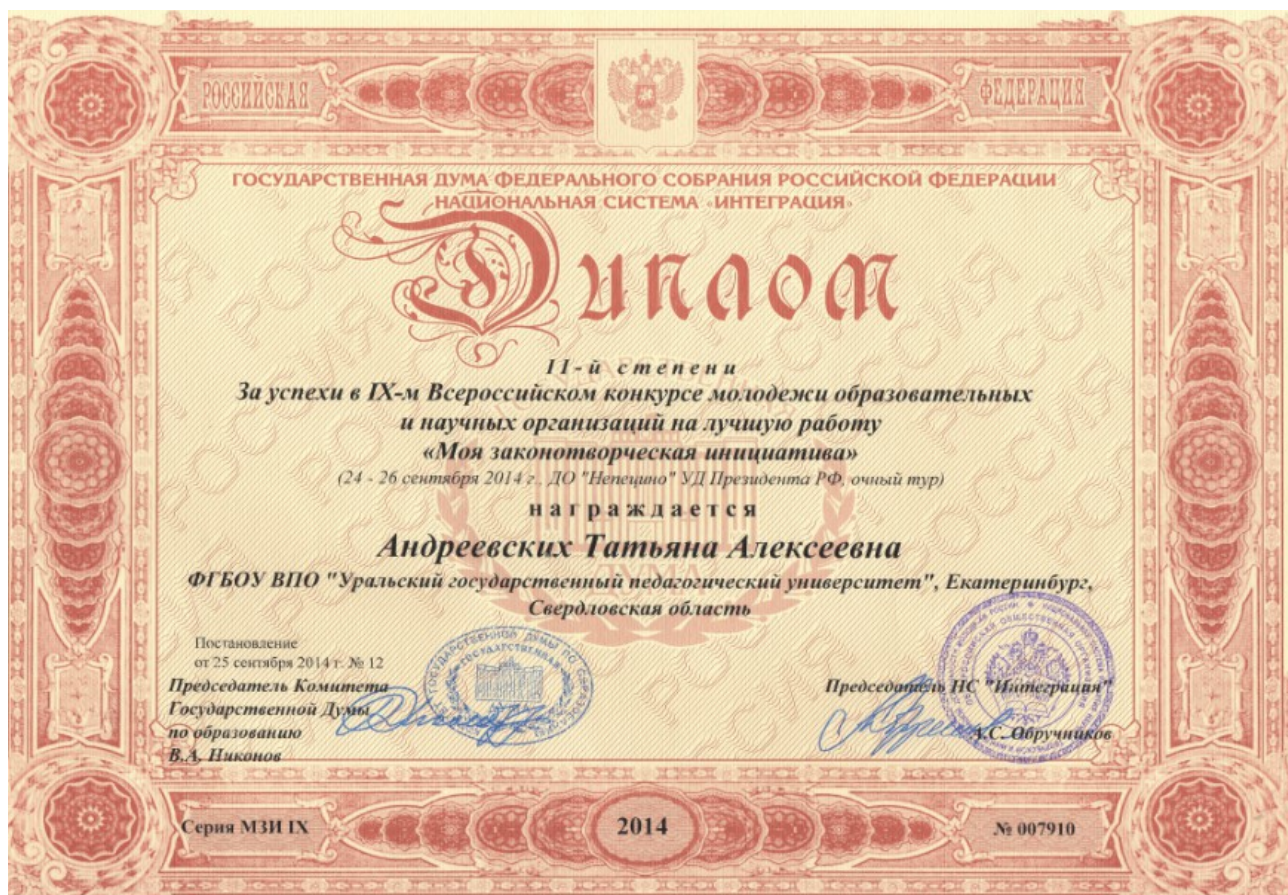 РОССИЙСКАЯ ФЕДЕРАЦИЯ
ГОСУДАРСТВЕННАЯ ДУМА ФЕДЕРАЛЬНОГО СОБРАНИЯ РОССИЙСКОЙ ФЕДЕРАЦИИ
НАЦИОНАЛЬНАЯ СИСТЕМА «ИНТЕГРАЦИЯ»
Диплом
II-й степени
За успехи в IX-м Всероссийском конкурсе молодежи образовательных
и научных организаций на лучшую работу
«Моя законотворческая инициатива»
(24 - 26 сентября 2014 г., ДО "Непецино" УД Президента РФ, очный тур)
награждается
Андреевских Татьяна Алексеевна
ДУМА
ФГБОУ ВПО "Уральский государственный педагогический университет", Екатеринбург,
Свердловская область
Постановление
от 25 сентября 2014 г. № 12
Председатель Комитета
Государственной Думы
по образованию
В.А. Никонов
Председатель НС "Интеграция"
А.С. Обручников
Серия МЗИ IX
2014
№ 007910